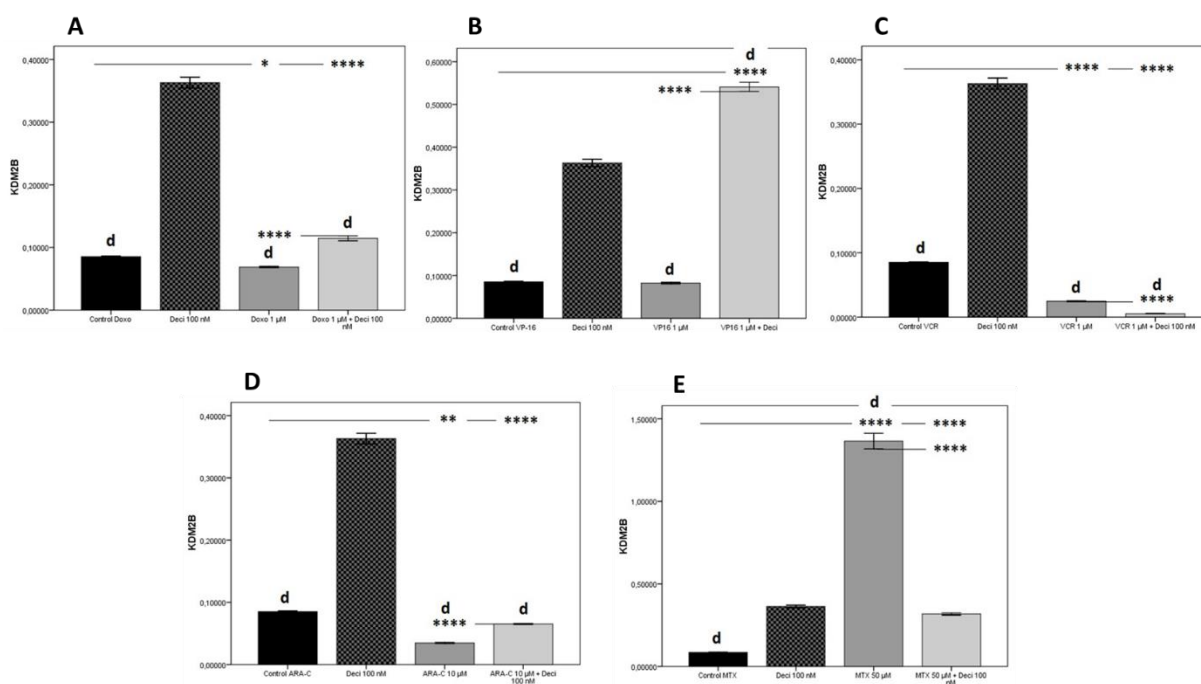 A
* ****
0,40000
0,30000
0,20000
0,10000
0,00000
KDM2B
d
**** d
d
Control Doxo Deci 100 nM Doxo 1 µM Doxo 1 µM + Deci 100 nM
B
d
****
****
0,60000
0,50000
0,40000
0,30000
0,20000
0,10000
0,00000
KDM2B
d d
Control VP-16 Deci 100 nM VP16 1 µM VP16 1 µM + Deci
C
**** ****
0,40000
0,30000
0,20000
0,10000
0,00000
KDM2B
d
d d
****
Control VCR Deci 100 nM VCR 1 µM VCR 1 µM + Deci 100 nM
D
** ****
0,40000
0,30000
0,20000
0,10000
0,00000
KDM2B
d d d
****
Control ARA-C Deci 100 nM ARA-C 10 µM ARA-C 10 µM + Deci 100 nM
E
d
**** ****
****
1,50000
1,00000
0,50000
0,00000
KDM2B
d
Control MTX Deci 100 nM MTX 50 µM MTX 50 µM + Deci 100 nM